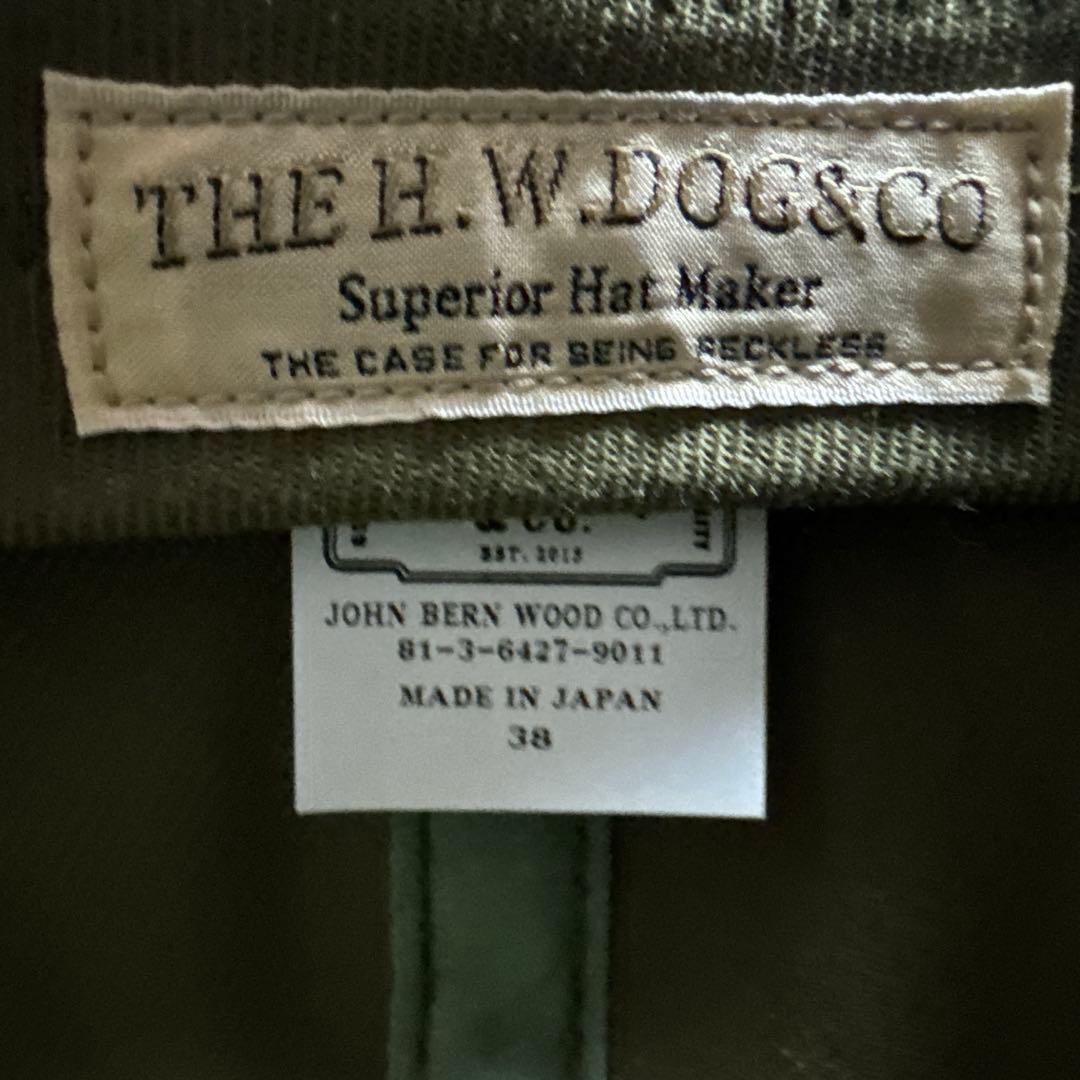 THE H.W.DOG&CO
Superior Hat Maker
THE CASE FOR BEING RECKLESS
& CO.
EST. 2013
JOHN BERN WOOD CO.,LTD.
81-3-6427-9011
MADE IN JAPAN
38